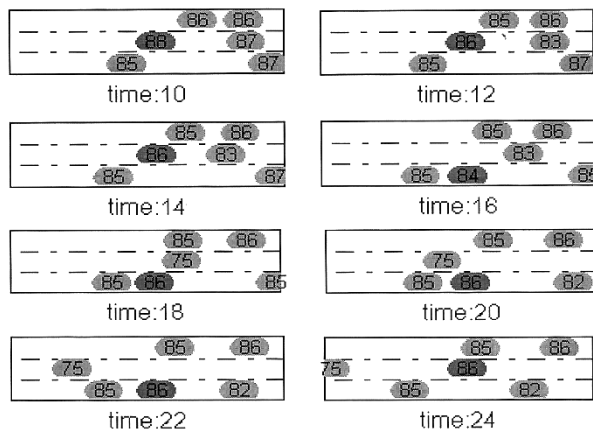 86 86 85 86
88 87 86 83
85 87 85 87
time:10 time:12
85 86 85 86
86 83 83
85 87 85 84 85
time:14 time:16
85 86 85 86
75 75
85 86 85 85 86 82
time:18 time:20
85 86 85 86
75 75 86
85 86 82 85 82
time:22 time:24